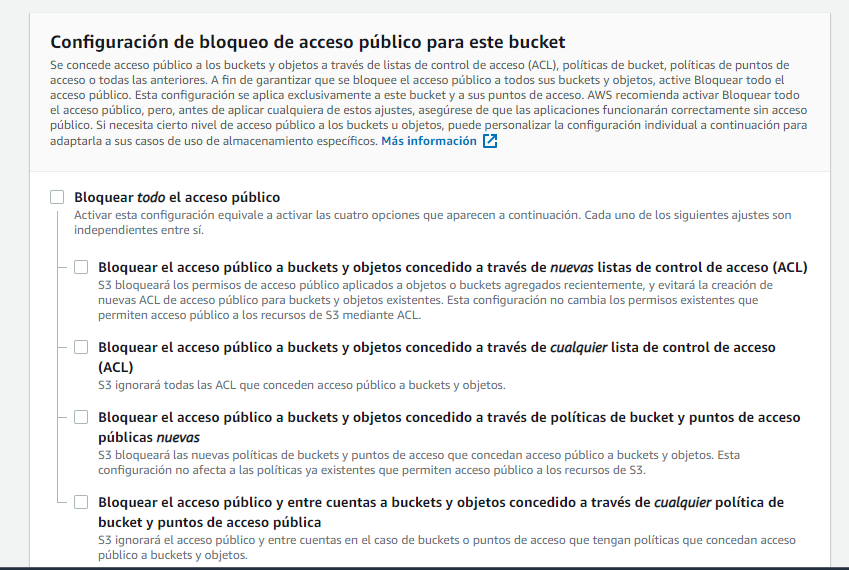 Configuración de bloqueo de acceso público para este bucket
Se concede acceso público a los buckets y objetos a través de listas de control de acceso (ACL), políticas de bucket, políticas de puntos de
acceso o todas las anteriores. A fin de garantizar que se bloquee el acceso público a todos sus buckets y objetos, active Bloquear todo el
acceso público. Esta configuración se aplica exclusivamente a este bucket y a sus puntos de acceso. AWS recomienda activar Bloquear todo
el acceso público, pero, antes de aplicar cualquiera de estos ajustes, asegúrese de que las aplicaciones funcionarán correctamente sin acceso
público. Si necesita cierto nivel de acceso público a los buckets u objetos, puede personalizar la configuración individual a continuación para
adaptarla a sus casos de uso de almacenamiento específicos. Más información
Bloquear todo el acceso público
Activar esta configuración equivale a activar las cuatro opciones que aparecen a continuación. Cada uno de los siguientes ajustes son
independientes entre sí.
Bloquear el acceso público a buckets y objetos concedido a través de nuevas listas de control de acceso (ACL)
S3 bloqueará los permisos de acceso público aplicados a objetos o buckets agregados recientemente, y evitará la creación de
nuevas ACL de acceso público para buckets y objetos existentes. Esta configuración no cambia los permisos existentes que
permiten acceso público a los recursos de S3 mediante ACL.
Bloquear el acceso público a buckets y objetos concedido a través de cualquier lista de control de acceso
(ACL)
S3 ignorará todas las ACL que conceden acceso público a buckets y objetos.
Bloquear el acceso público a buckets y objetos concedido a través de políticas de bucket y puntos de acceso
públicas nuevas
S3 bloqueará las nuevas políticas de buckets y puntos de acceso que concedan acceso público a buckets y objetos. Esta
configuración no afecta a las políticas ya existentes que permiten acceso público a los recursos de S3.
Bloquear el acceso público y entre cuentas a buckets y objetos concedido a través de cualquier política de
bucket y puntos de acceso pública
S3 ignorará el acceso público y entre cuentas en el caso de buckets o puntos de acceso que tengan políticas que concedan acceso
público a buckets y objetos.